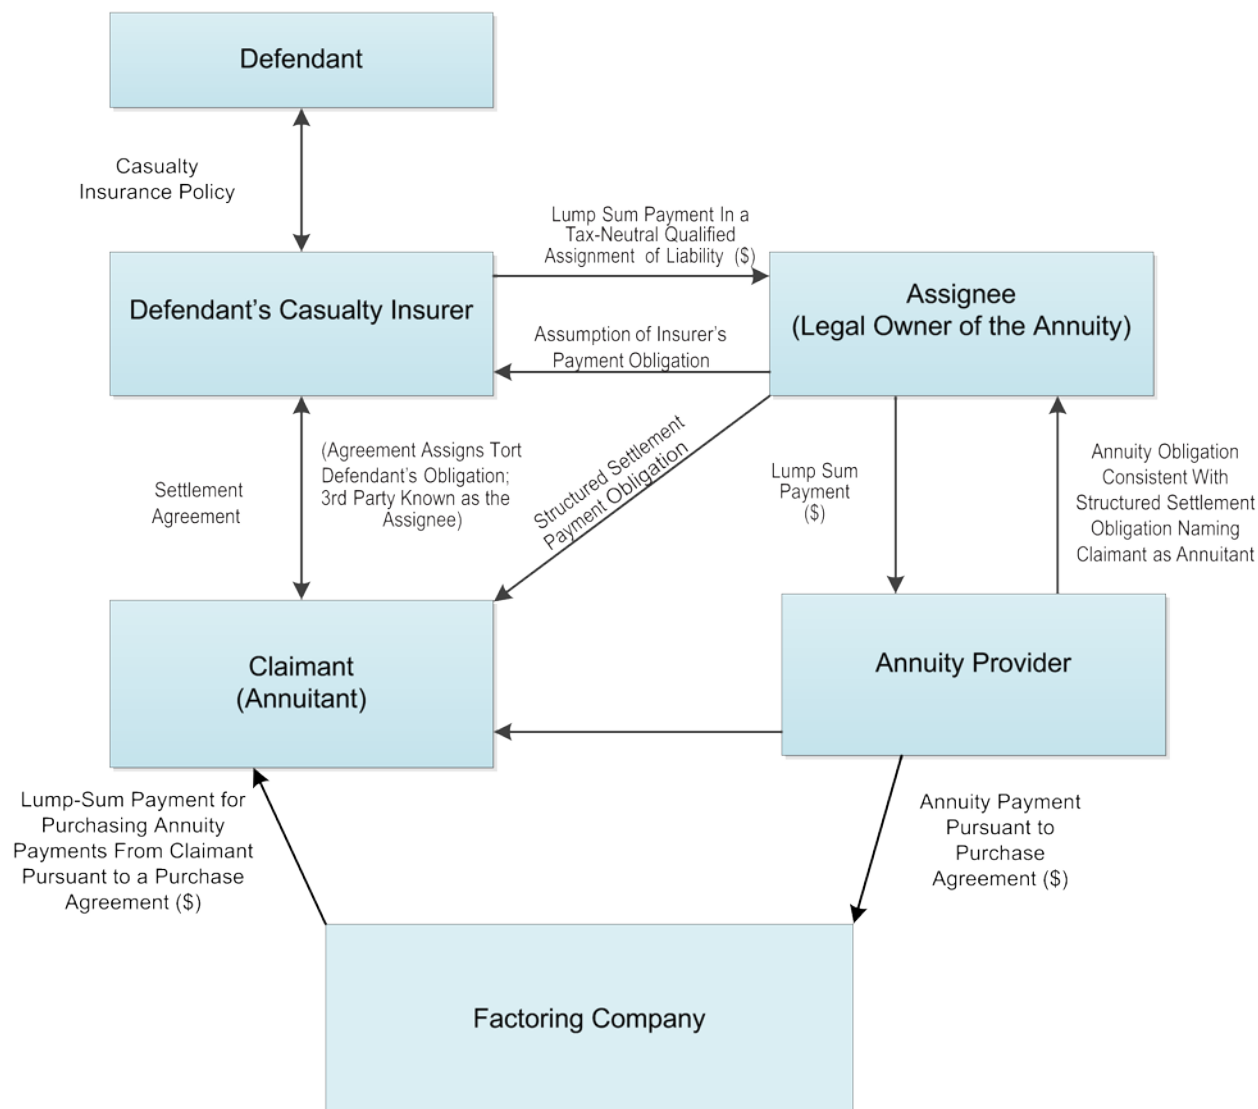 Defendant
Casualty
Insurance Policy
Lump Sum Payment In a
Tax-Neutral Qualified
Assignment of Liability ($)
Defendant’s Casualty Insurer
Assignee
(Legal Owner of the Annuity)
Assumption of Insurer’s
Payment Obligation
Settlement
Agreement
(Agreement Assigns Tort
Defendant’s Obligation;
3rd Party Known as the
Assignee)
Structured Settlement
Payment Obligation
Lump Sum
Payment
($)
Annuity Obligation
Consistent With
Structured Settlement
Obligation Naming
Claimant as Annuitant
Claimant
(Annuitant)
Annuity Provider
Lump-Sum Payment for
Purchasing Annuity
Payments From Claimant
Pursuant to a Purchase
Agreement ($)
Annuity Payment
Pursuant to
Purchase
Agreement ($)
Factoring Company